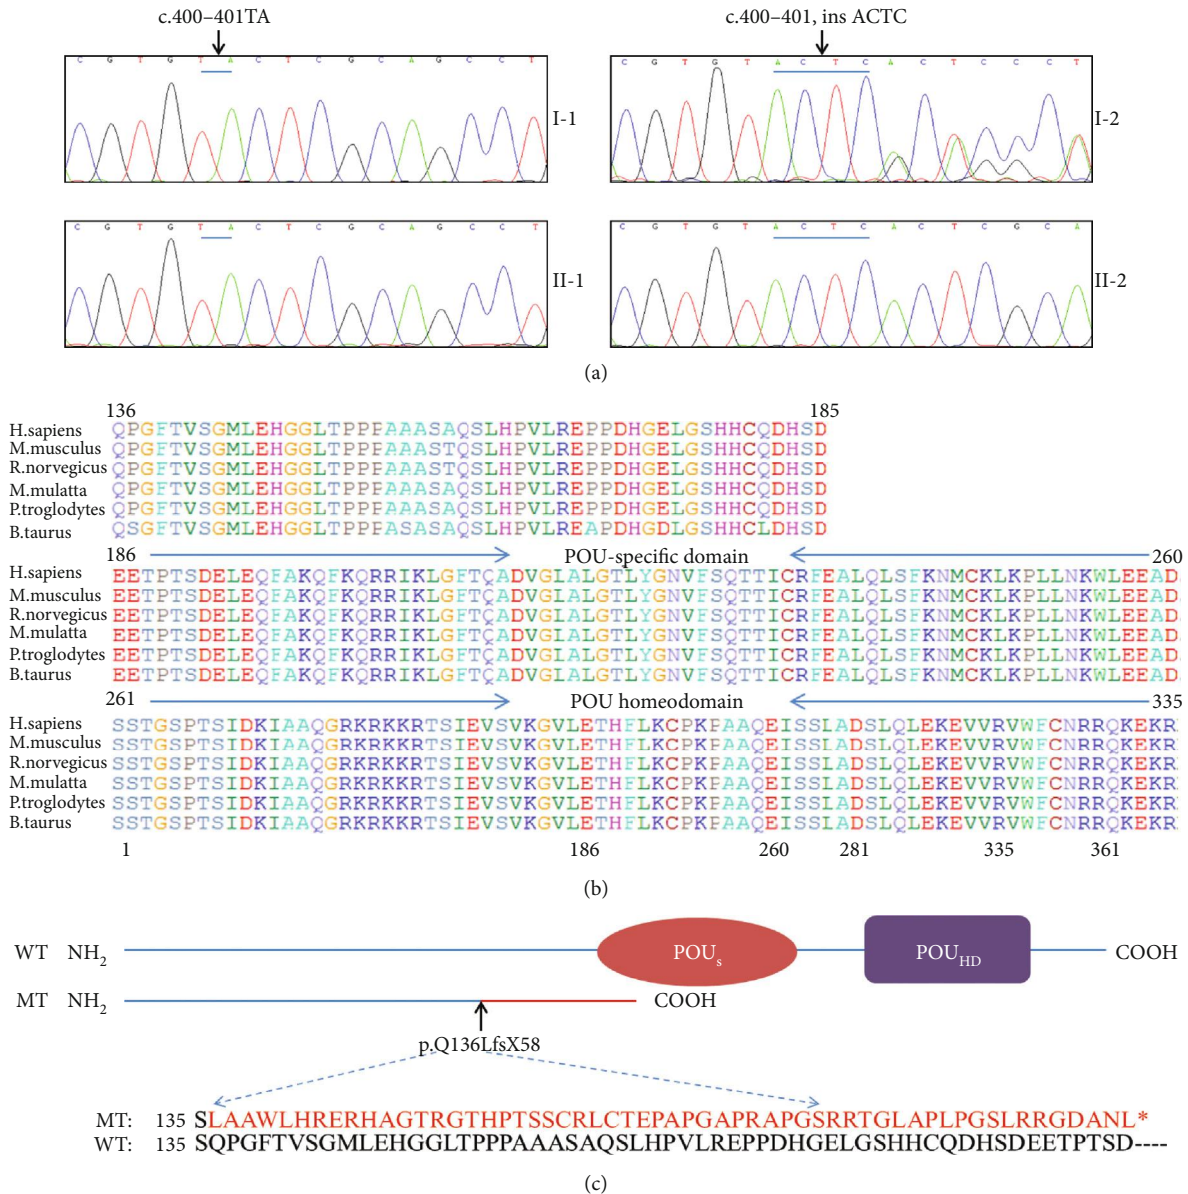 c.400–401TA
c.400–401, ins ACTC
C G T G T A C T C G C A G C C T
I-1
C G T G T A C T C A C T C C C T
I-2
C G T G T A C T C G C A G C C T
II-1
C G T G T A C T C A C T C G C A
II-2
(a)
136 185
H.sapiens QPGFTVSGMLEHGGLTPPPAAASAQSLHPVLREPPDHGELGSHHCQDHSD
M.musculus QPGFTVSGMLEHGGLTPPPAAASTQSLHPVLREPPDHGELGSHHCQDHSD
R.norvegicus QPGFTVSGMLEHGGLTPPPAAASTQSLHPVLREPPDHGELGSHHCQDHSD
M.mulatta QPGFTVSGMLEHGGLTPPPAAASAQSLHPVLREPPDHGELGSHHCQDHSD
P.troglodytes QPGFTVSGMLEHGGLTPPPAAASAQSLHPVLREPPDHGELGSHHCQDHSD
B.taurus QSGFTVSGMLEHGGLTPPPASASAQSLHPVLREAPDHGDLGSHHCLDHSD
186 POU-specific domain 260
H.sapiens EETPTSDELEQFAKQFKQRRIKLGFTQADVGLALGTLYGNVFSQTTICRFEALQLSFKNMCKLKPLLNKWLEEAD
M.musculus EETPTSDELEQFAKQFKQRRIKLGFTQADVGLALGTLYGNVFSQTTICRFEALQLSFKNMCKLKPLLNKWLEEAD
R.norvegicus EETPTSDELEQFAKQFKQRRIKLGFTQADVGLALGTLYGNVFSQTTICRFEALQLSFKNMCKLKPLLNKWLEEAD
M.mulatta EETPTSDELEQFAKQFKQRRIKLGFTQADVGLALGTLYGNVFSQTTICRFEALQLSFKNMCKLKPLLNKWLEEAD
P.troglodytes EETPTSDELEQFAKQFKQRRIKLGFTQADVGLALGTLYGNVFSQTTICRFEALQLSFKNMCKLKPLLNKWLEEAD
B.taurus EETPTSDELEQFAKQFKQRRIKLGFTQADVGLALGTLYGNVFSQTTICRFEALQLSFKNMCKLKPLLNKWLEEAD
261 POU homeodomain 335
H.sapiens SSTGSPTSIDKIAAQGRKRKKRTSIEVSVKGVLETHFLKCPKPAAQEISSLADSLQLEKEVVRVWFCNRRQKEKR
M.musculus SSTGSPTSIDKIAAQGRKRKKRTSIEVSVKGVLETHFLKCPKPAAQEISSLADSLQLEKEVVRVWFCNRRQKEKR
R.norvegicus SSTGSPTSIDKIAAQGRKRKKRTSIEVSVKGVLETHFLKCPKPAAQEISSLADSLQLEKEVVRVWFCNRRQKEKR
M.mulatta SSTGSPTSIDKIAAQGRKRKKRTSIEVSVKGVLETHFLKCPKPAAQEISSLADSLQLEKEVVRVWFCNRRQKEKR
P.troglodytes SSTGSPTSIDKIAAQGRKRKKRTSIEVSVKGVLETHFLKCPKPAAQEISSLADSLQLEKEVVRVWFCNRRQKEKR
B.taurus SSTGSPTSIDKIAAQGRKRKKRTSIEVSVKGVLETHFLKCPKPAAQEISSLADSLQLEKEVVRVWFCNRRQKEKR
1 186 260 281 335 361
(b)
WT NH2 POUs POUHD COOH
MT NH2 COOH
p.Q136LfsX58
MT: 135 SLAAWLHRERHAGTRGTHPTSSCRLCTEPAPGAPRAPGSRRTGLAPLPGSLRRGDANL*
WT: 135 SQPGFTVSGMLEHGGLTPPPAAASAQSLHPVLREPPDHGELGSHHCQDHSDEETPTSD----
(c)